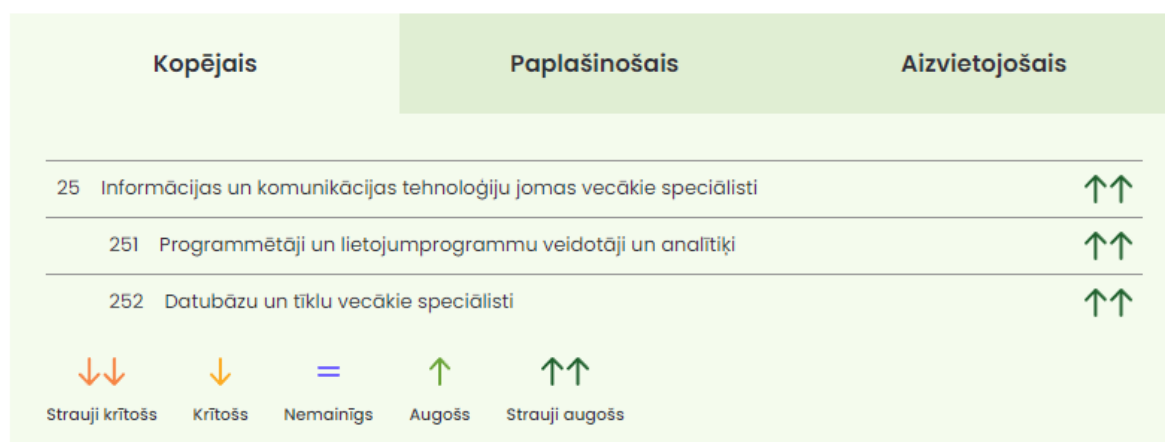 Kopējais Paplašinošais Aizvietojošais
25 Informācijas un komunikācijas tehnoloģiju jomas vecākie speciālisti ↑↑
251 Programmētāji un lietojumprogrammu veidotāji un analītiķi ↑↑
252 Datubāzu un tīklu vecākie speciālisti ↑↑
↓↓ ↓ = ↑ ↑↑
Strauji krītošs Krītošs Nemainīgs Augošs Strauji augošs